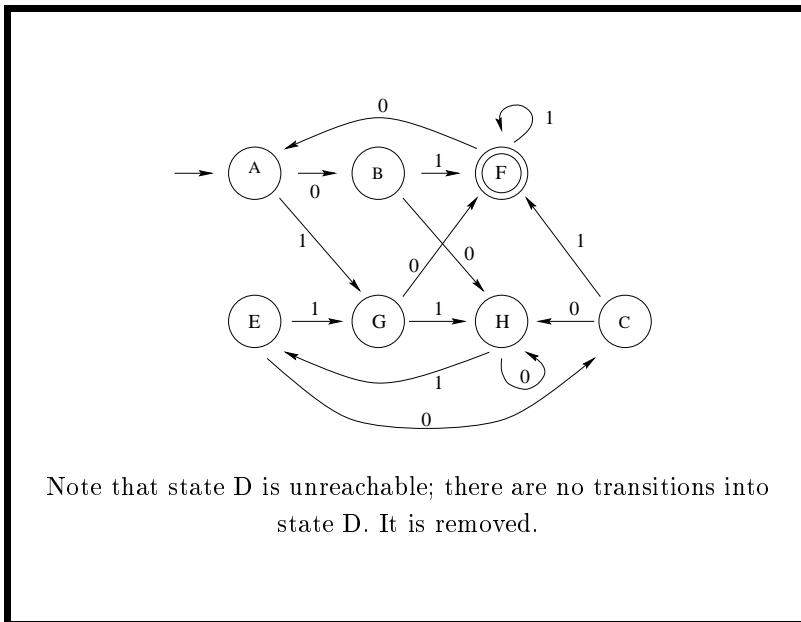 0
1
A
0
B
1
F
1
0
0
E
1
G
1
H
0
C
1
0
1
0
Note that state D is unreachable; there are no transitions into
state D. It is removed.